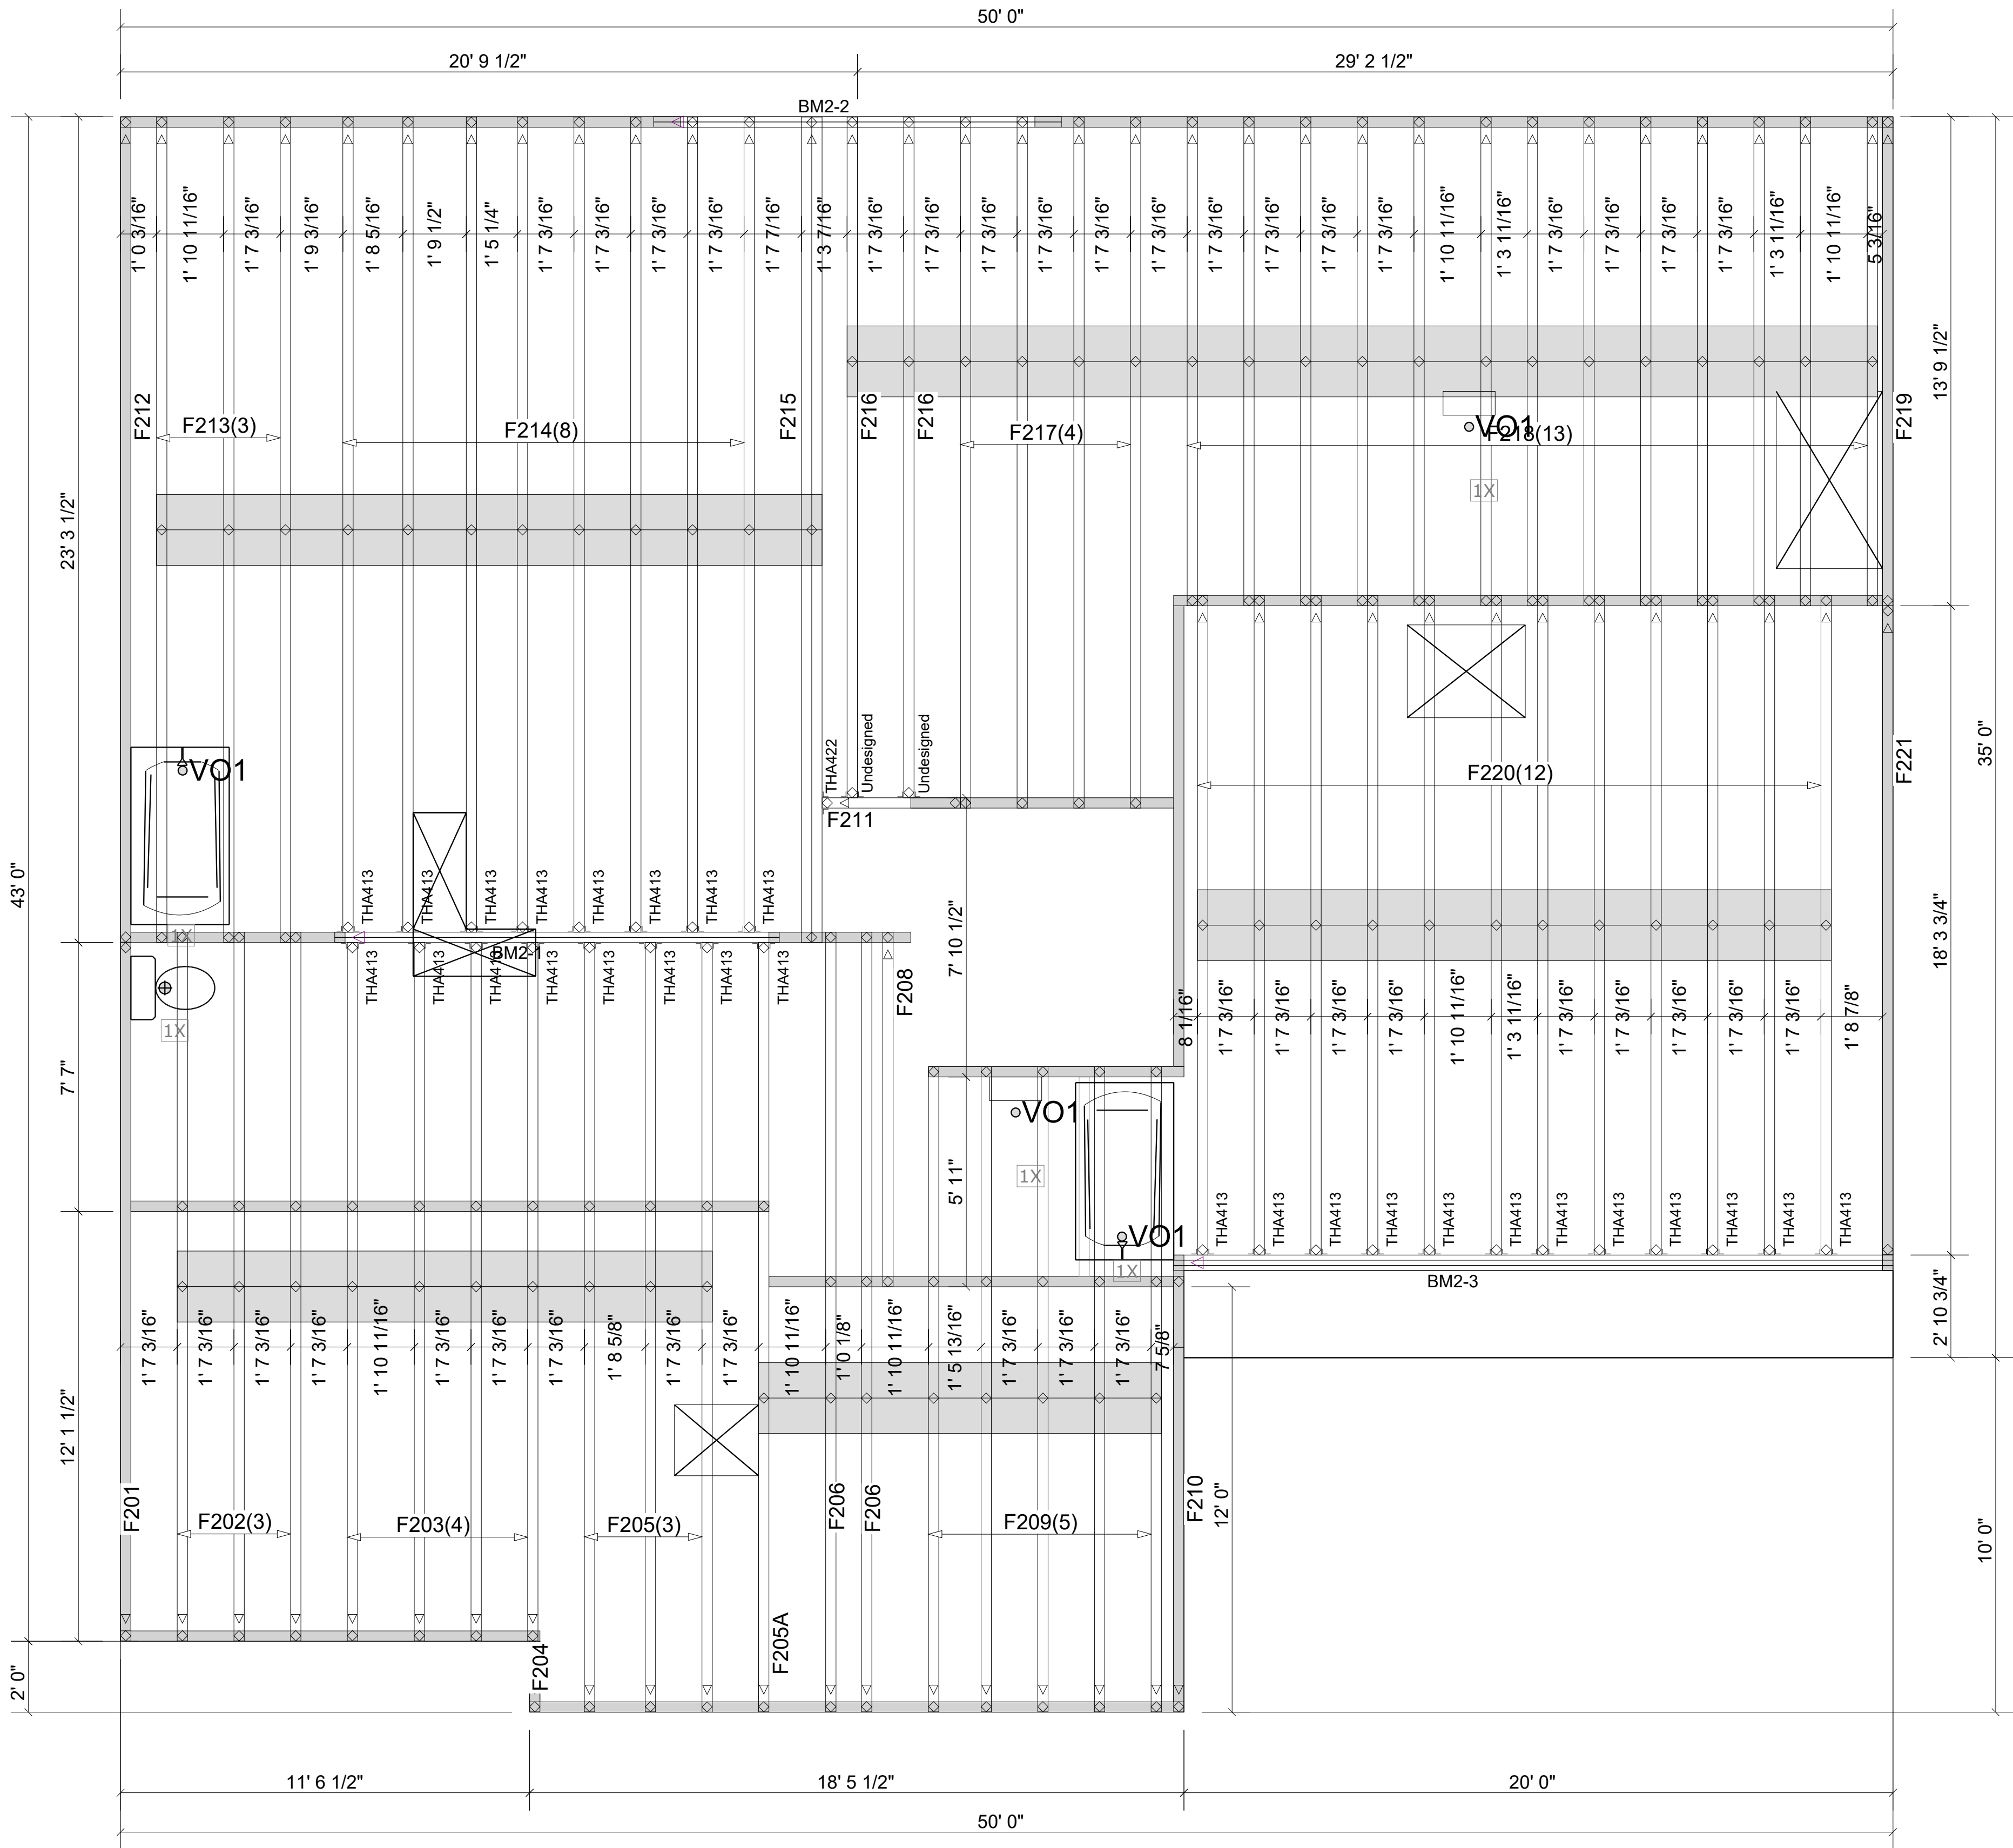 50' 0"
20' 9 1/2"
29' 2 1/2"
BM2-2
1' 0 3/16"
1' 10 11/16"
1' 7 3/16"
1' 9 3/16"
1' 8 5/16"
1' 9 1/2"
1' 5 1/4"
1' 7 3/16"
1' 7 3/16"
1' 7 3/16"
1' 7 3/16"
1' 7 7/16"
1' 3 7/16"
1' 7 3/16"
1' 7 3/16"
1' 7 3/16"
1' 7 3/16"
1' 7 3/16"
1' 7 3/16"
1' 7 3/16"
1' 7 3/16"
1' 7 3/16"
1' 7 3/16"
1' 10 11/16"
1' 3 11/16"
1' 7 3/16"
1' 7 3/16"
1' 7 3/16"
1' 7 3/16"
1' 3 11/16"
1' 10 11/16"
5 3/16"
13' 9 1/2"
F212
F213(3)
F214(8)
F215
F216
F216
F217(4)
VO1
F218(13)
F219
1X
23' 3 1/2"
THA422
Undesigned
Undesigned
F211
VO1
F220(12)
F221
35' 0"
43' 0"
THA413
THA413
THA413
THA413
THA413
THA413
THA413
THA413
1X
BM2-1
THA413
THA413
THA413
THA413
THA413
THA413
THA413
THA413
F208
7' 10 1/2"
18' 3 3/4"
1X
8 1/16"
1' 7 3/16"
1' 7 3/16"
1' 7 3/16"
1' 7 3/16"
1' 10 11/16"
1' 3 11/16"
1' 7 3/16"
1' 7 3/16"
1' 7 3/16"
1' 7 3/16"
1' 7 3/16"
1' 8 7/8"
7' 7"
VO1
1X
5' 11"
VO1
1X
THA413
THA413
THA413
THA413
THA413
THA413
THA413
THA413
THA413
THA413
THA413
BM2-3
2' 10 3/4"
1' 7 3/16"
1' 7 3/16"
1' 7 3/16"
1' 7 3/16"
1' 10 11/16"
1' 7 3/16"
1' 7 3/16"
1' 7 3/16"
1' 8 5/8"
1' 7 3/16"
1' 7 3/16"
1' 10 11/16"
1' 0 1/8"
1' 10 11/16"
1' 5 13/16"
1' 7 3/16"
1' 7 3/16"
1' 7 3/16"
7 5/8"
12' 1 1/2"
F201
F202(3)
F203(4)
F205(3)
F206
F206
F209(5)
F210
12' 0"
10' 0"
F204
F205A
2' 0"
11' 6 1/2"
18' 5 1/2"
20' 0"
50' 0"